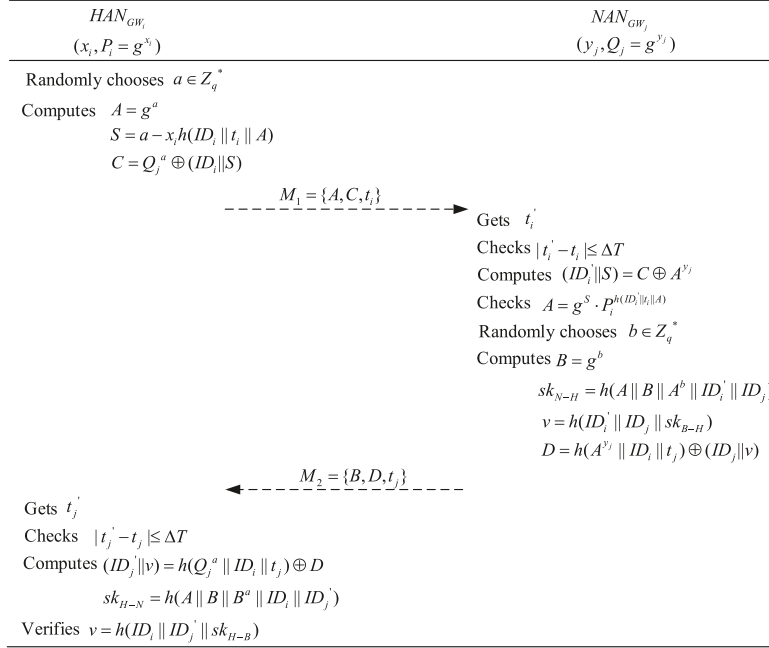 HAN_{GW_i} NAN_{GW_j}
(x_i, P_i = g^{x_i}) (y_j, Q_j = g^{y_j})
Randomly chooses a ∈ Z_q^*
Computes A = g^a
S = a − x_i h(ID_i || t_i || A)
C = Q_j^a ⊕ (ID_i||S)
M_1 = {A, C, t_i}
Gets t_i^'
Checks | t_i^' − t_i | ≤ ΔT
Computes (ID_i^'||S) = C ⊕ A^{y_j}
Checks A = g^S · P_i^{h(ID_i^'||t_i||A)}
Randomly chooses b ∈ Z_q^*
Computes B = g^b
sk_{N−H} = h(A || B || A^b || ID_i^' || ID_j)
v = h(ID_i^' || ID_j || sk_{B−H})
D = h(A^{y_j} || ID_i || t_j) ⊕ (ID_j||v)
M_2 = {B, D, t_j}
Gets t_j^'
Checks | t_j^' − t_j | ≤ ΔT
Computes (ID_j^'||v) = h(Q_j^a || ID_i || t_j) ⊕ D
sk_{H−N} = h(A || B || B^a || ID_i || ID_j^')
Verifies v = h(ID_i || ID_j^' || sk_{H−B})